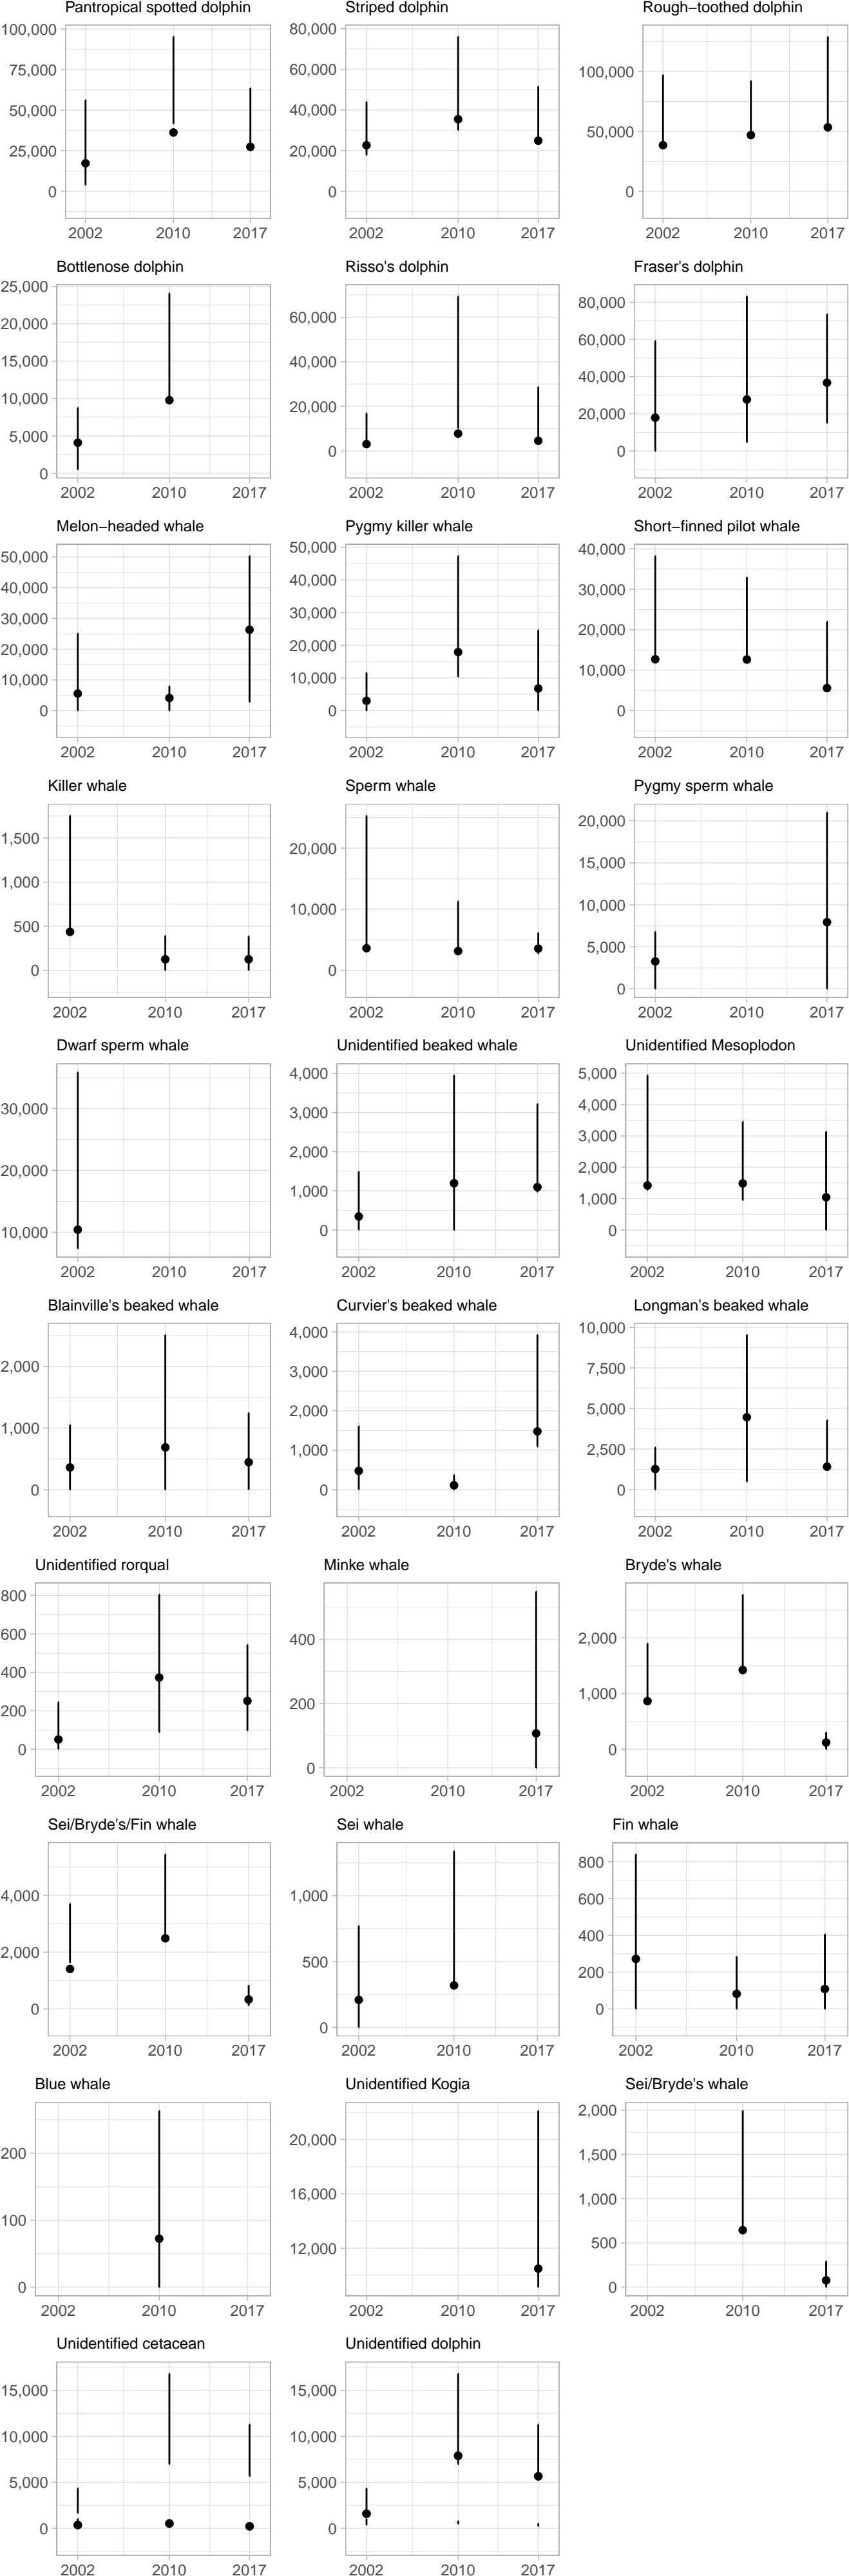 Pantropical spotted dolphin Striped dolphin Rough−toothed dolphin
100,000 80,000
75,000 60,000 100,000
50,000 40,000 50,000
25,000 20,000
0 0 0
2002 2010 2017 2002 2010 2017 2002 2010 2017
Bottlenose dolphin Risso's dolphin Fraser's dolphin
25,000 80,000
20,000 60,000 60,000
15,000 40,000 40,000
10,000 20,000 20,000
5,000 0 0
0
2002 2010 2017 2002 2010 2017 2002 2010 2017
Melon−headed whale Pygmy killer whale Short−finned pilot whale
50,000 50,000 40,000
40,000 40,000 30,000
30,000 30,000 20,000
20,000 20,000 10,000
10,000 10,000 0
0 0
2002 2010 2017 2002 2010 2017 2002 2010 2017
Killer whale Sperm whale Pygmy sperm whale
1,500 20,000 20,000
1,000 10,000 15,000
500 0 10,000
0 5,000
0
2002 2010 2017 2002 2010 2017 2002 2010 2017
Dwarf sperm whale Unidentified beaked whale Unidentified Mesoplodon
30,000 4,000 5,000
20,000 3,000 4,000
10,000 2,000 3,000
1,000 2,000
0 1,000
0
2002 2010 2017 2002 2010 2017 2002 2010 2017
Blainville's beaked whale Curvier's beaked whale Longman's beaked whale
2,000 4,000 10,000
1,000 3,000 7,500
0 2,000 5,000
1,000 2,500
0 0
2002 2010 2017 2002 2010 2017 2002 2010 2017
Unidentified rorqual Minke whale Bryde's whale
800 400 2,000
600 200 1,000
400 0 0
200
0
2002 2010 2017 2002 2010 2017 2002 2010 2017
Sei/Bryde's/Fin whale Sei whale Fin whale
4,000 1,000 800
2,000 500 600
0 0 400
200
0
2002 2010 2017 2002 2010 2017 2002 2010 2017
Blue whale Unidentified Kogia Sei/Bryde's whale
200 20,000 2,000
100 16,000 1,500
0 12,000 1,000
500
0
2002 2010 2017 2002 2010 2017 2002 2010 2017
Unidentified cetacean Unidentified dolphin
15,000 15,000
10,000 10,000
5,000 5,000
0 0
2002 2010 2017 2002 2010 2017